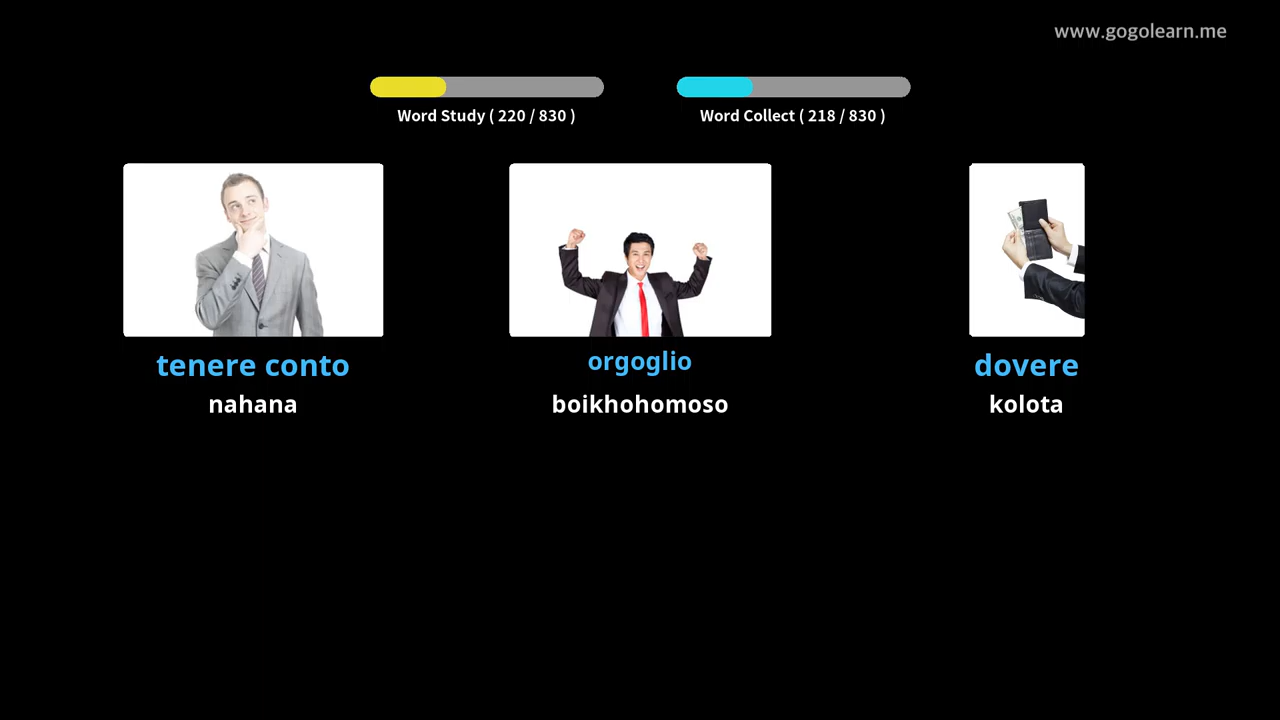 www.gogolearn.me
Word Study ( 220 / 830 )
Word Collect ( 218 / 830 )
tenere conto
nahana
orgoglio
boikhohomoso
dovere
kolota